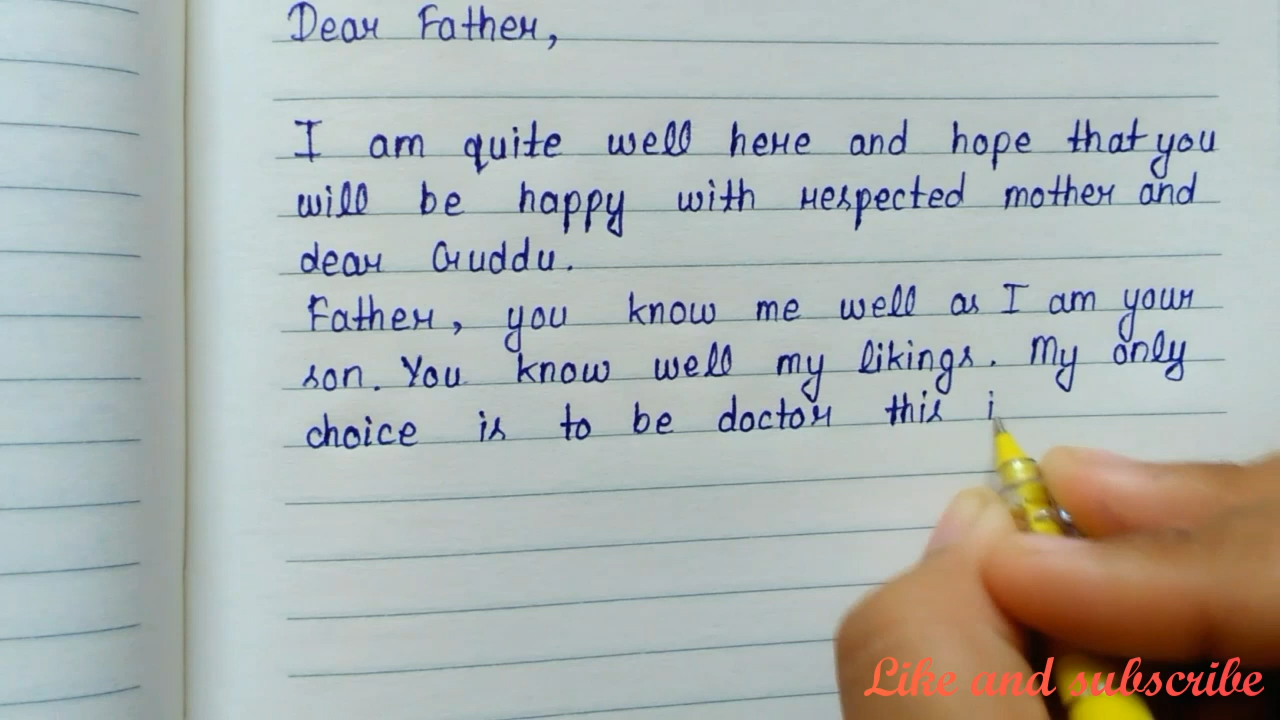 Dear Father,
I am quite well here and hope that you
will be happy with respected mother and
dear Guddu.
Father, you know me well as I am your
son. You know well my likings. My only
choice is to be doctor this i
Like and subscribe